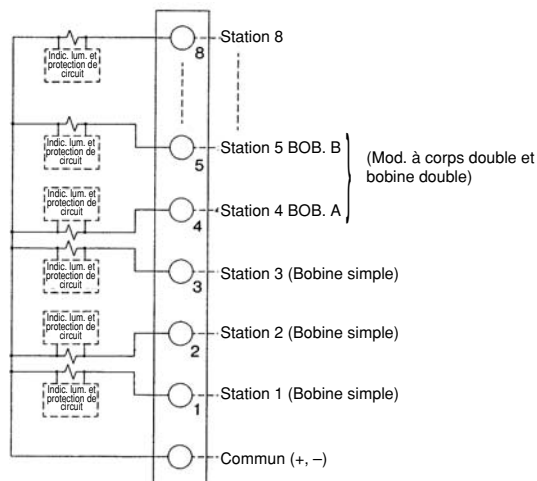 Indic. lum. et
protection de
circuit
8
Station 8
Indic. lum. et
protection de
circuit
5
Station 5 BOB. B
(Mod. à corps double et
bobine double)
Indic. lum. et
protection de
circuit
4
Station 4 BOB. A
Indic. lum. et
protection de
circuit
3
Station 3 (Bobine simple)
Indic. lum. et
protection de
circuit
2
Station 2 (Bobine simple)
Indic. lum. et
protection de
circuit
1
Station 1 (Bobine simple)
Commun (+, –)